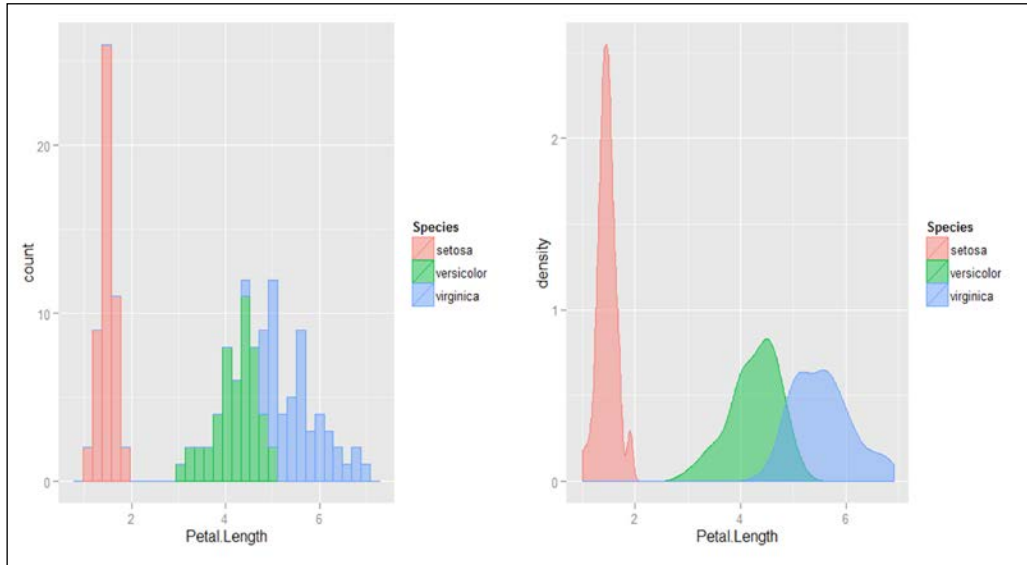 20
10
0
count
2
4
6
Petal.Length
Species
setosa
versicolor
virginica
2
1
0
density
2
4
6
Petal.Length
Species
setosa
versicolor
virginica